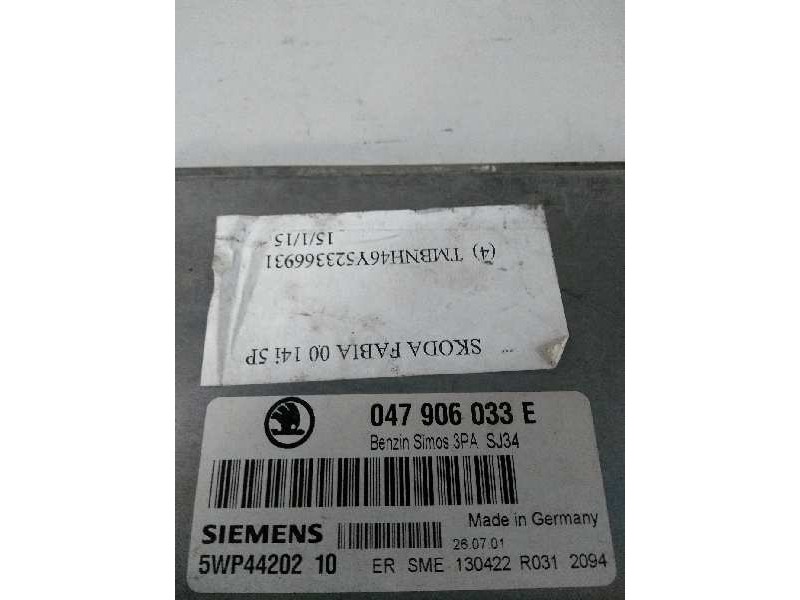 SKODA FABIA 00 14i 5P
(4) TMBNH46Y5233366931
15/1/15
047 906 033 E
Benzin Simos 3PA SJ34
Made in Germany
SIEMENS
26.07.01
5WP44202 10 ER SME 130422 R031 2094